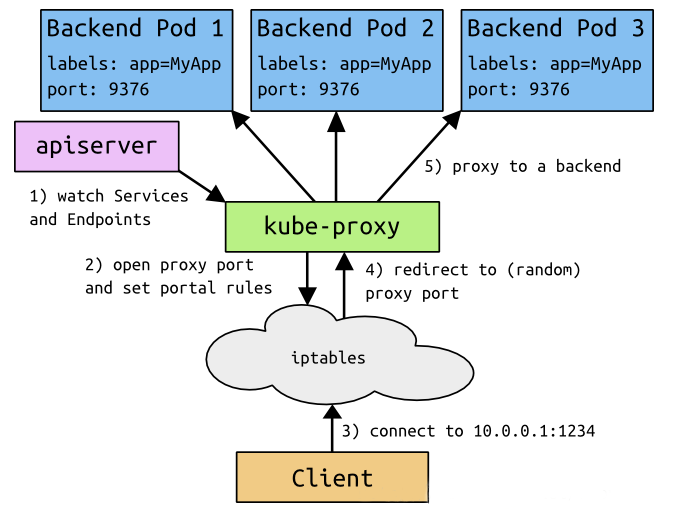 Backend Pod 1
labels: app=MyApp
port: 9376
Backend Pod 2
labels: app=MyApp
port: 9376
Backend Pod 3
labels: app=MyApp
port: 9376
apiserver
1) watch Services
and Endpoints
5) proxy to a backend
kube-proxy
2) open proxy port
and set portal rules
4) redirect to (random)
proxy port
iptables
3) connect to 10.0.0.1:1234
Client